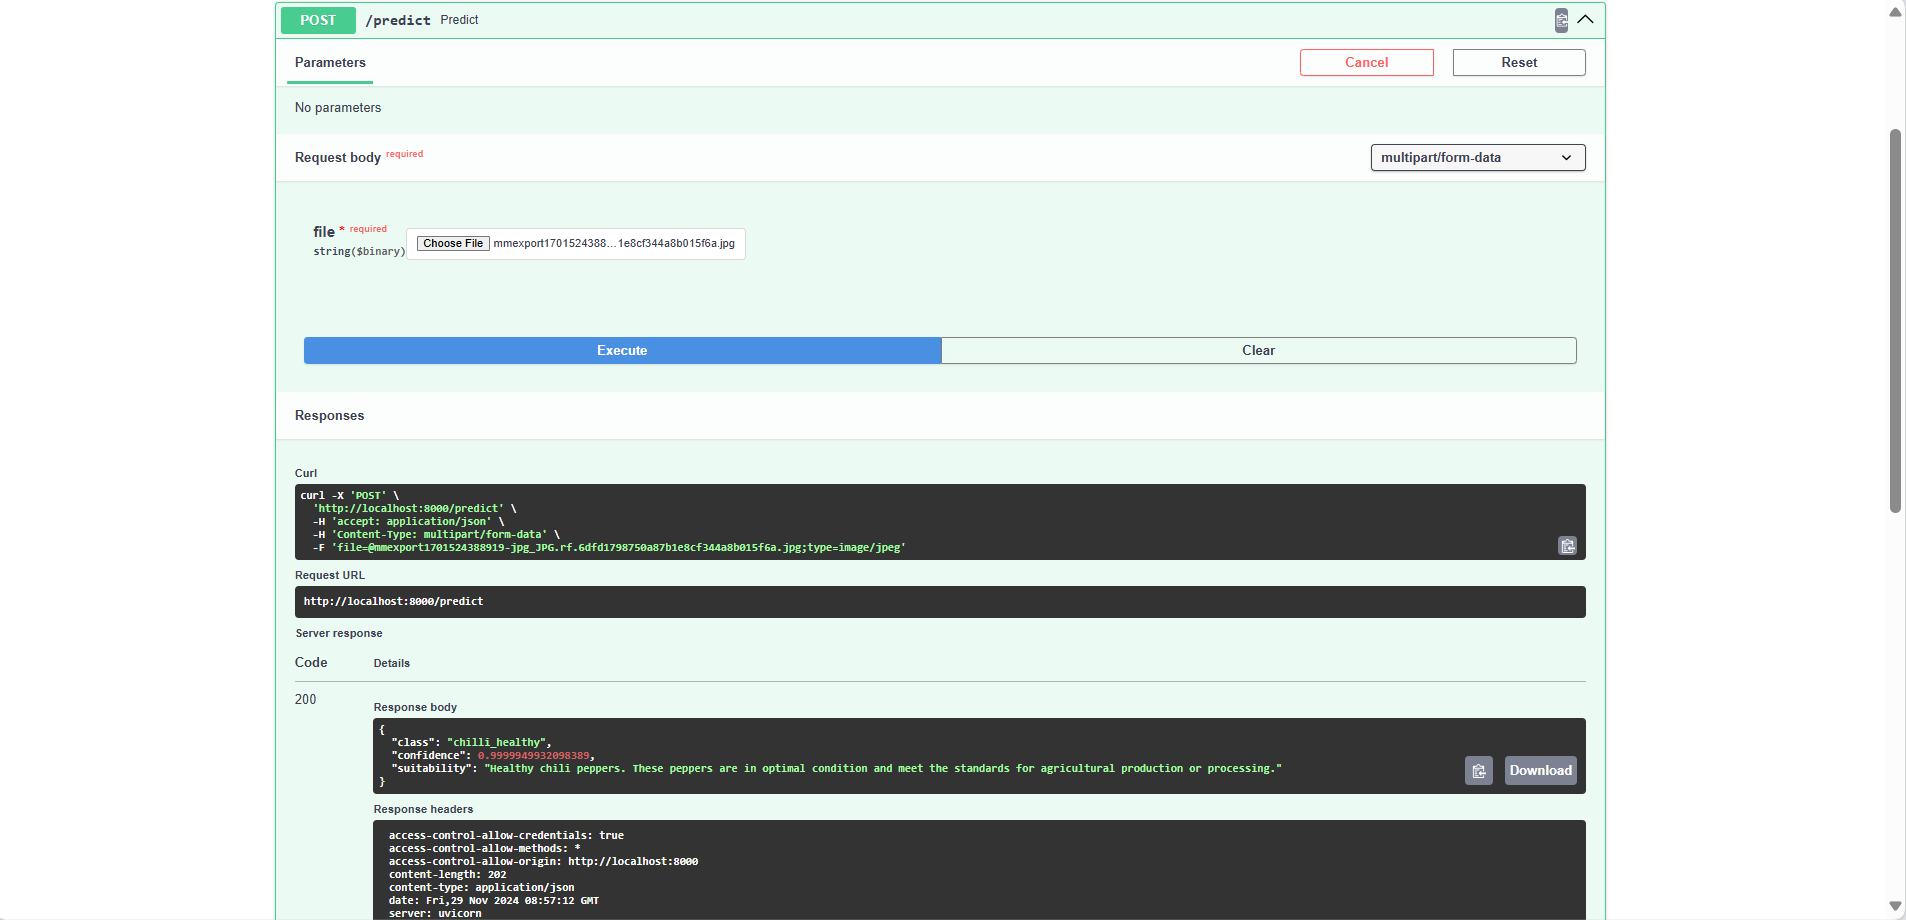 POST /predict Predict
Parameters
Cancel
Reset
No parameters
Request body required
multipart/form-data
file * required
string($binary)
Choose File mmexport1701524388...1e8cf344a8b015f6a.jpg
Execute
Clear
Responses
Curl
curl -X 'POST' \
'http://localhost:8000/predict' \
-H 'accept: application/json' \
-H 'Content-Type: multipart/form-data' \
-F 'file=@mmexport1701524388919-jpg_JPG.rf.6dfd1798750a87b1e8cf344a8b015f6a.jpg;type=image/jpeg'
Request URL
http://localhost:8000/predict
Server response
Code Details
200
Response body
{
"class": "chilli_healthy",
"confidence": 0.9999949932098389,
"suitability": "Healthy chili peppers. These peppers are in optimal condition and meet the standards for agricultural production or processing."
}
Download
Response headers
access-control-allow-credentials: true
access-control-allow-methods: *
access-control-allow-origin: http://localhost:8000
content-length: 202
content-type: application/json
date: Fri,29 Nov 2024 08:57:12 GMT
server: uvicorn